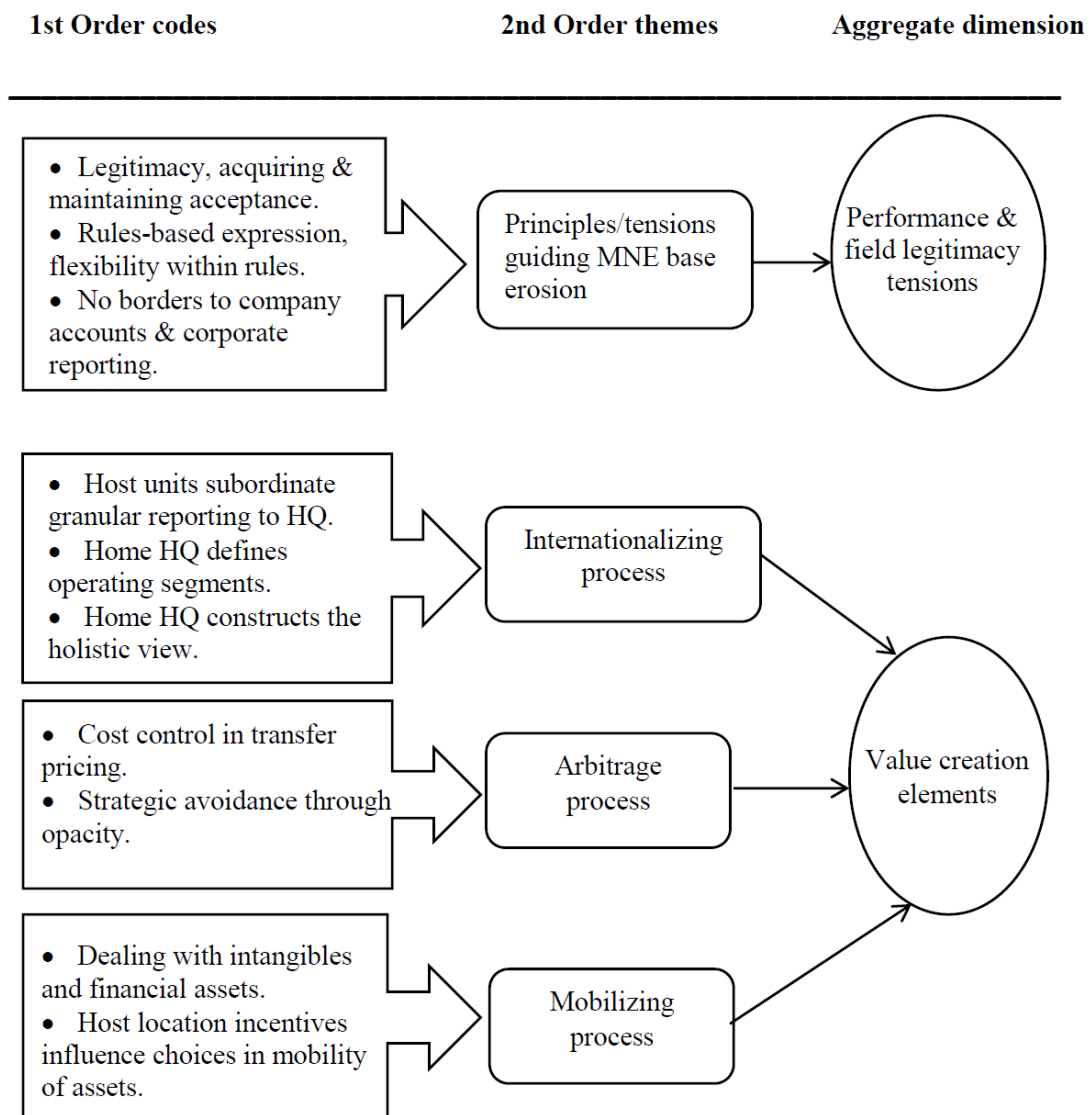 1st Order codes
2nd Order themes
Aggregate dimension
• Legitimacy, acquiring &
maintaining acceptance.
• Rules-based expression,
flexibility within rules.
• No borders to company
accounts & corporate
reporting.
Principles/tensions
guiding MNE base
erosion
Performance &
field legitimacy
tensions
• Host units subordinate
granular reporting to HQ.
• Home HQ defines
operating segments.
• Home HQ constructs the
holistic view.
Internationalizing
process
• Cost control in transfer
pricing.
• Strategic avoidance through
opacity.
Arbitrage
process
Value creation
elements
• Dealing with intangibles
and financial assets.
• Host location incentives
influence choices in mobility
of assets.
Mobilizing
process